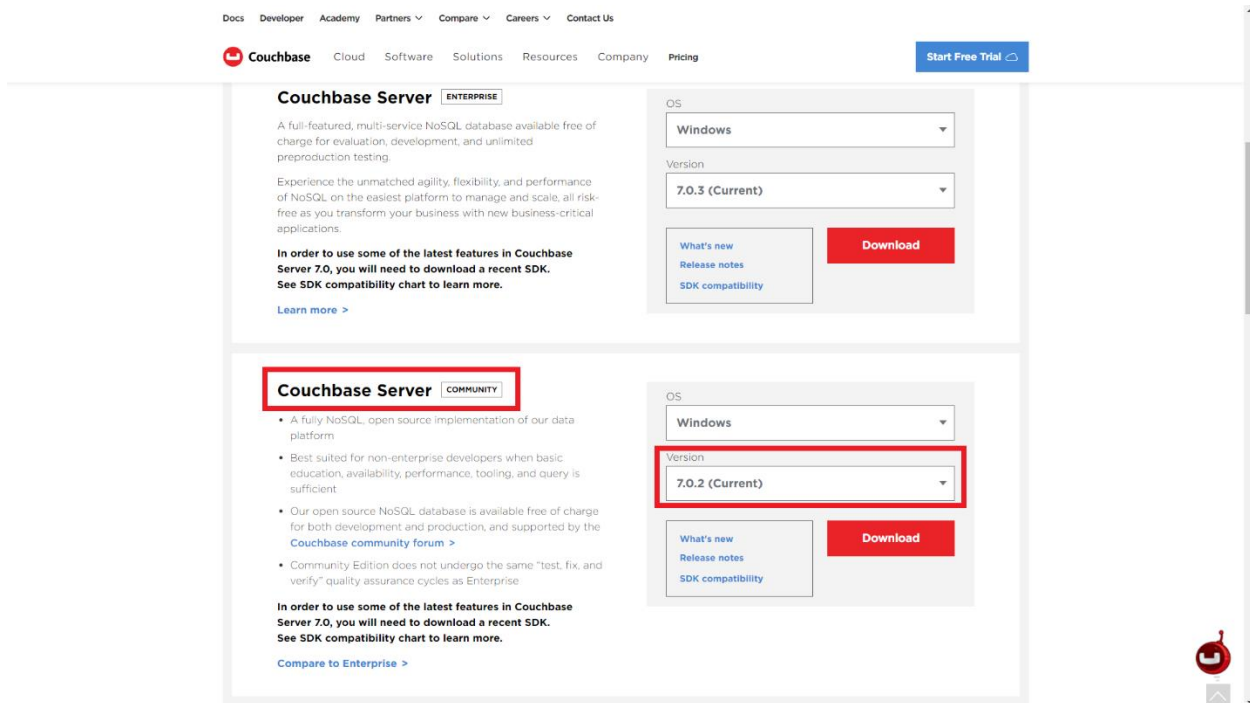 Docs Developer Academy Partners Compare Careers Contact Us
Couchbase Cloud Software Solutions Resources Company Pricing Start Free Trial
Couchbase Server ENTERPRISE
A full-featured, multi-service NoSQL database available free of
charge for evaluation, development, and unlimited
preproduction testing.
Experience the unmatched agility, flexibility, and performance
of NoSQL on the easiest platform to manage and scale, all risk-
free as you transform your business with new business-critical
applications.
In order to use some of the latest features in Couchbase
Server 7.0, you will need to download a recent SDK.
See SDK compatibility chart to learn more.
Learn more >
OS
Windows
Version
7.0.3 (Current)
What's new
Release notes
SDK compatibility
Download
Couchbase Server COMMUNITY
• A fully NoSQL, open source implementation of our data
platform
• Best suited for non-enterprise developers when basic
education, availability, performance, tooling, and query is
sufficient
• Our open source NoSQL database is available free of charge
for both development and production, and supported by the
Couchbase community forum >
• Community Edition does not undergo the same "test, fix, and
verify" quality assurance cycles as Enterprise
In order to use some of the latest features in Couchbase
Server 7.0, you will need to download a recent SDK.
See SDK compatibility chart to learn more.
Compare to Enterprise >
OS
Windows
Version
7.0.2 (Current)
What's new
Release notes
SDK compatibility
Download